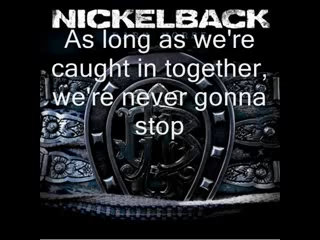 NICKELBACK
As long as we're
caught in together,
we're never gonna
stop